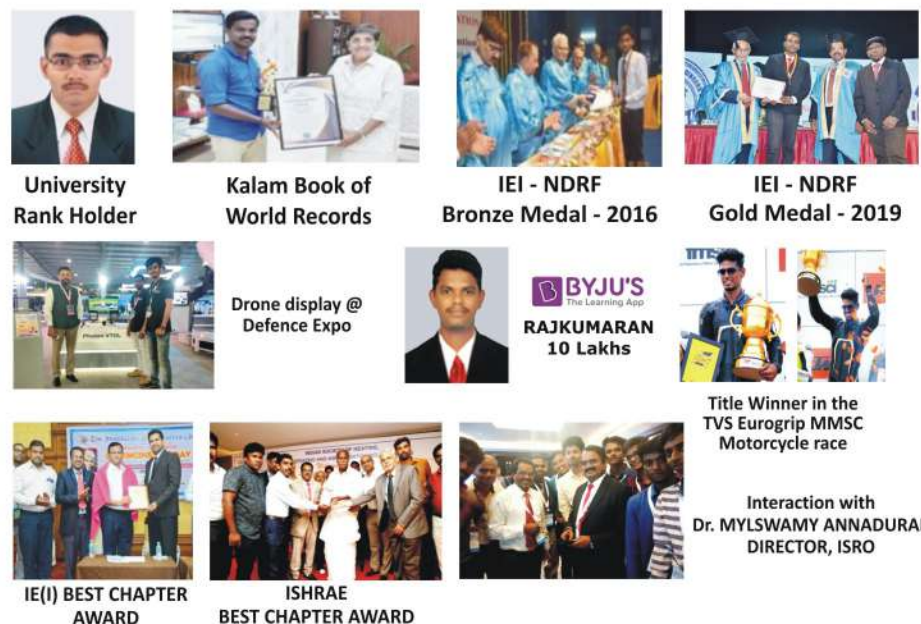 University
Rank Holder
Kalam Book of
World Records
IEI - NDRF
Bronze Medal - 2016
IEI - NDRF
Gold Medal - 2019
Photon VTOL
Drone display @
Defence Expo
BYJU'S
The Learning App
RAJKUMARAN
10 Lakhs
Title Winner in the
TVS Eurogrip MMSC
Motorcycle race
IE(I) BEST CHAPTER
AWARD
ISHRAE
BEST CHAPTER AWARD
Interaction with
Dr. MYLSWAMY ANNADURAI
DIRECTOR, ISRO